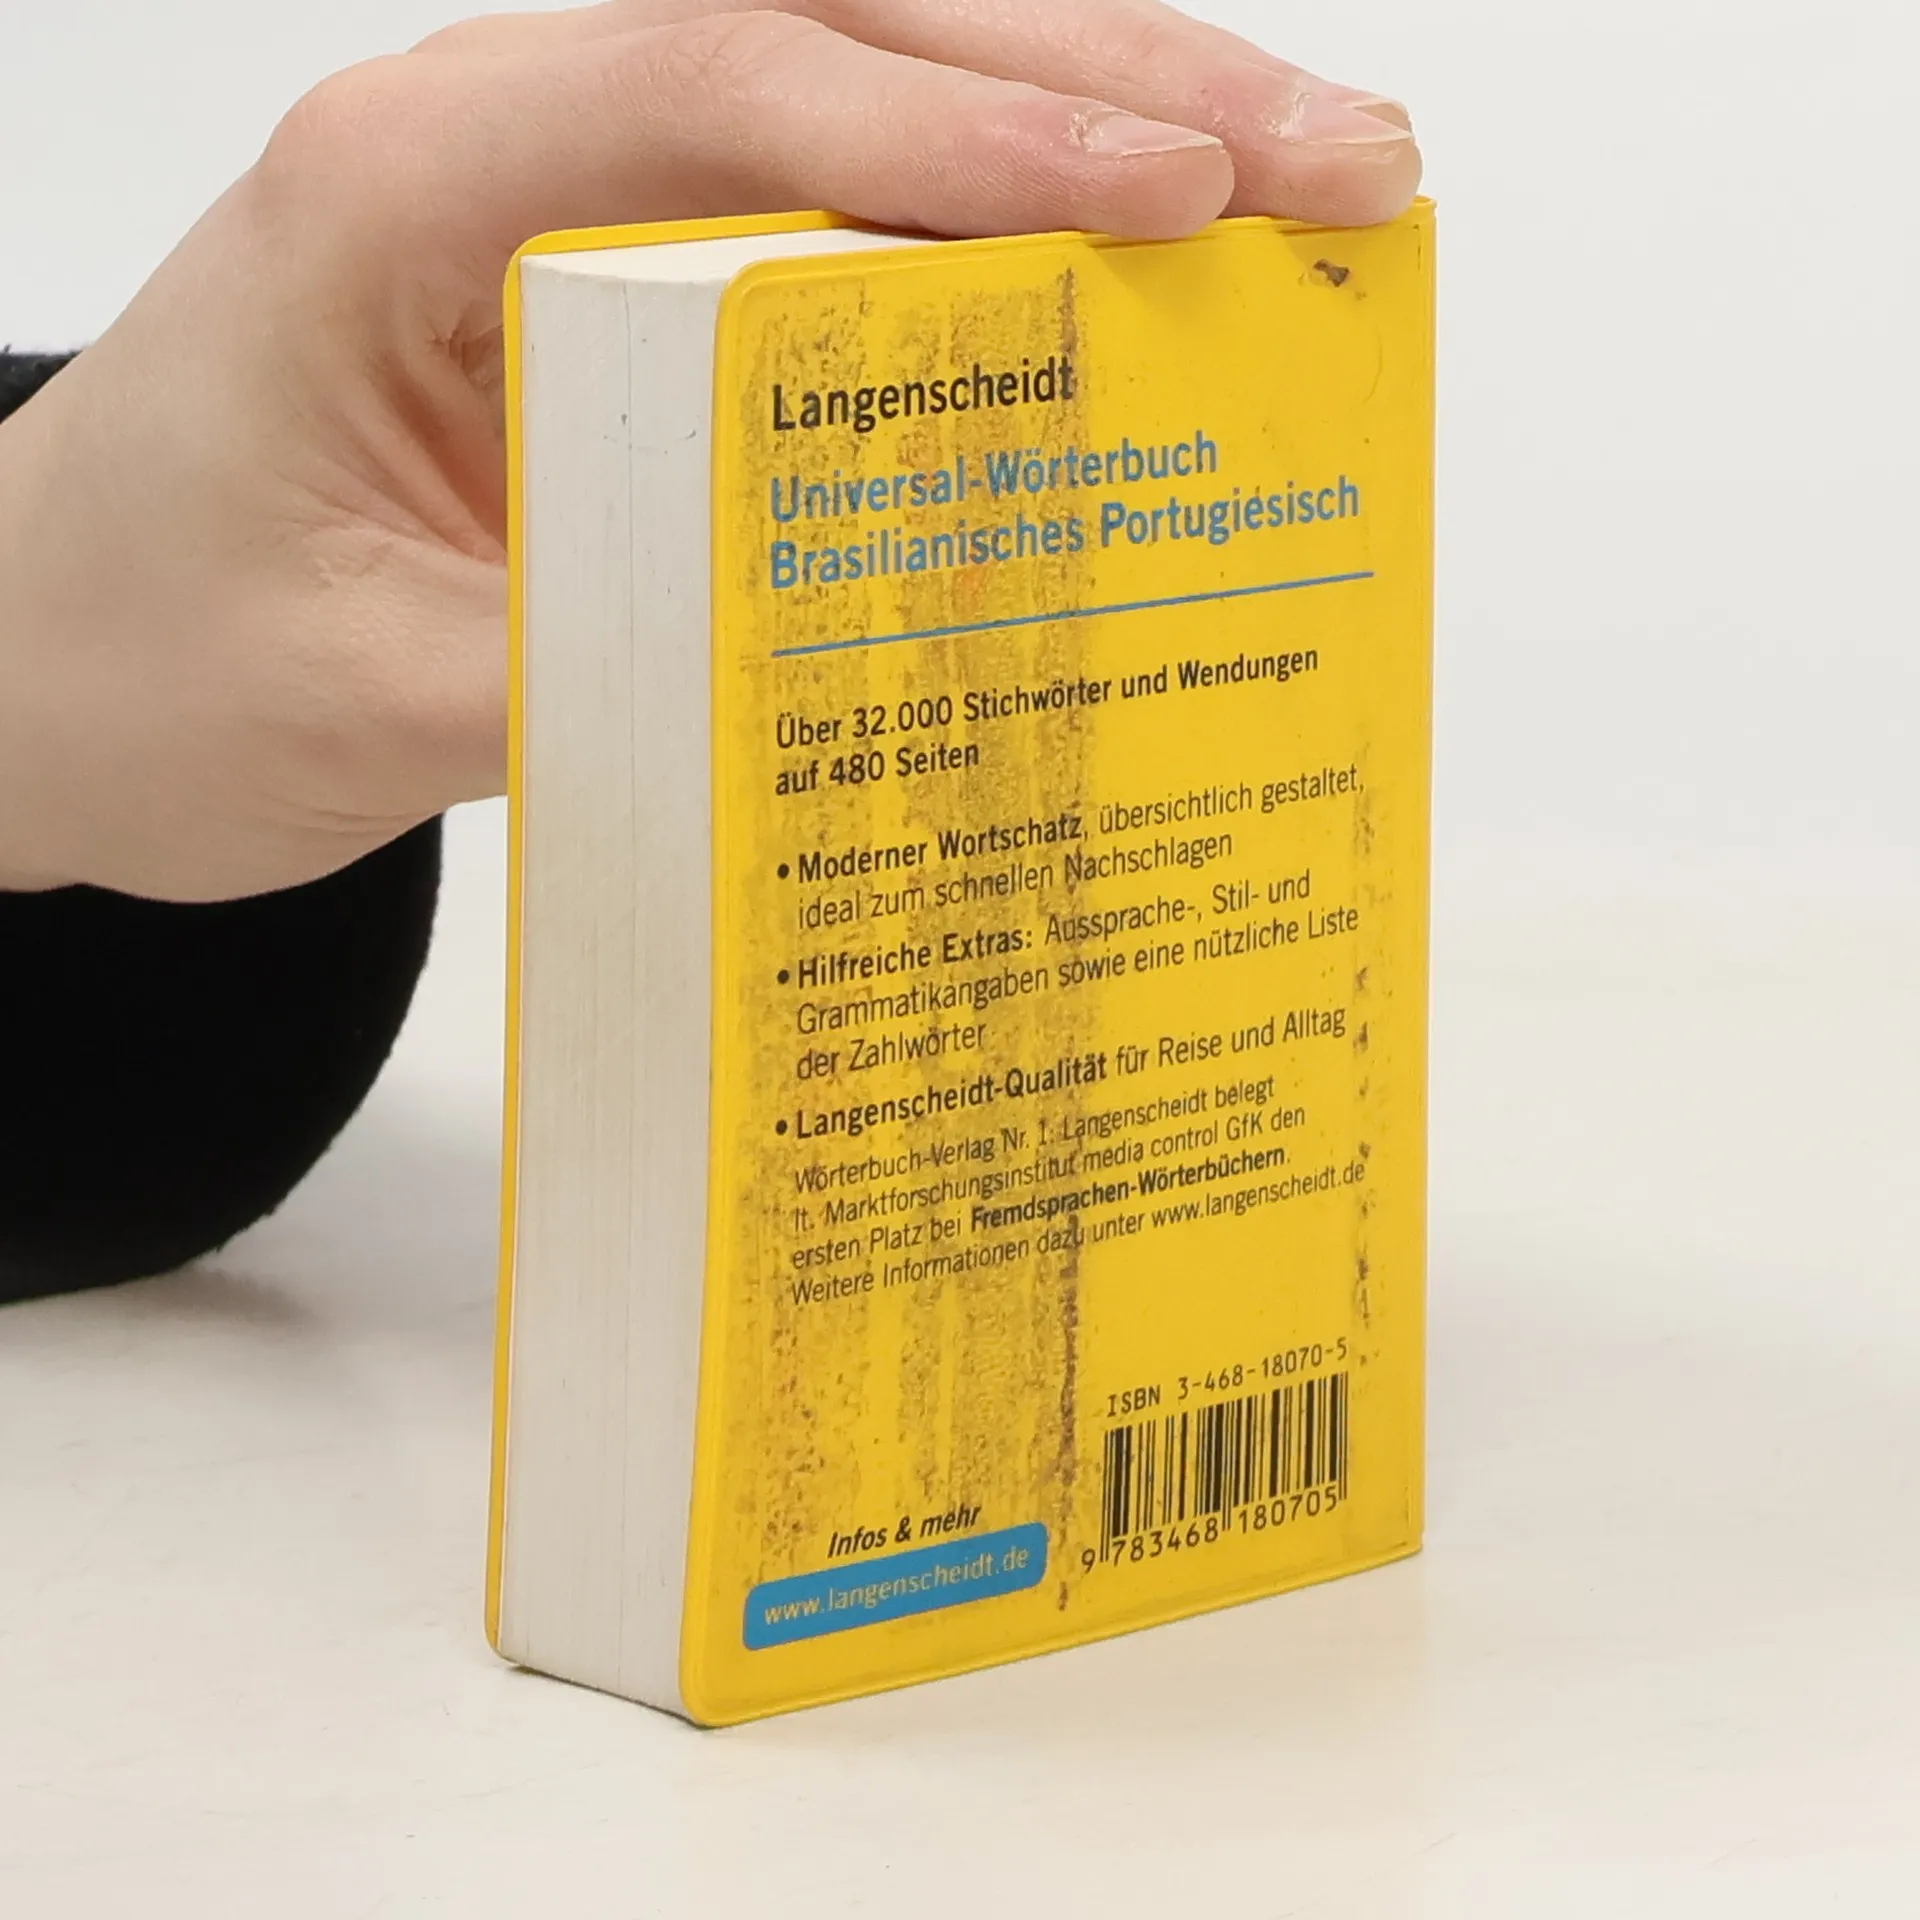 Langenscheidt
Universal-Wörterbuch
Brasilianisches Portugiesisch
Über 32.000 Stichwörter und Wendungen
auf 480 Seiten
• Moderner Wortschatz, übersichtlich gestaltet,
ideal zum schnellen Nachschlagen
• Hilfreiche Extras: Aussprache-, Stil- und
Grammatikangaben sowie eine nützliche Liste
der Zahlwörter
• Langenscheidt-Qualität für Reise und Alltag
Wörterbuch-Verlag Nr. 1: Langenscheidt belegt
lt. Marktforschungsinstitut media control GfK den
ersten Platz bei Fremdsprachen-Wörterbüchern.
Weitere Informationen dazu unter www.langenscheidt.de
ISBN 3-468-18070-5
9 783468 180705
Infos & mehr
www.langenscheidt.de